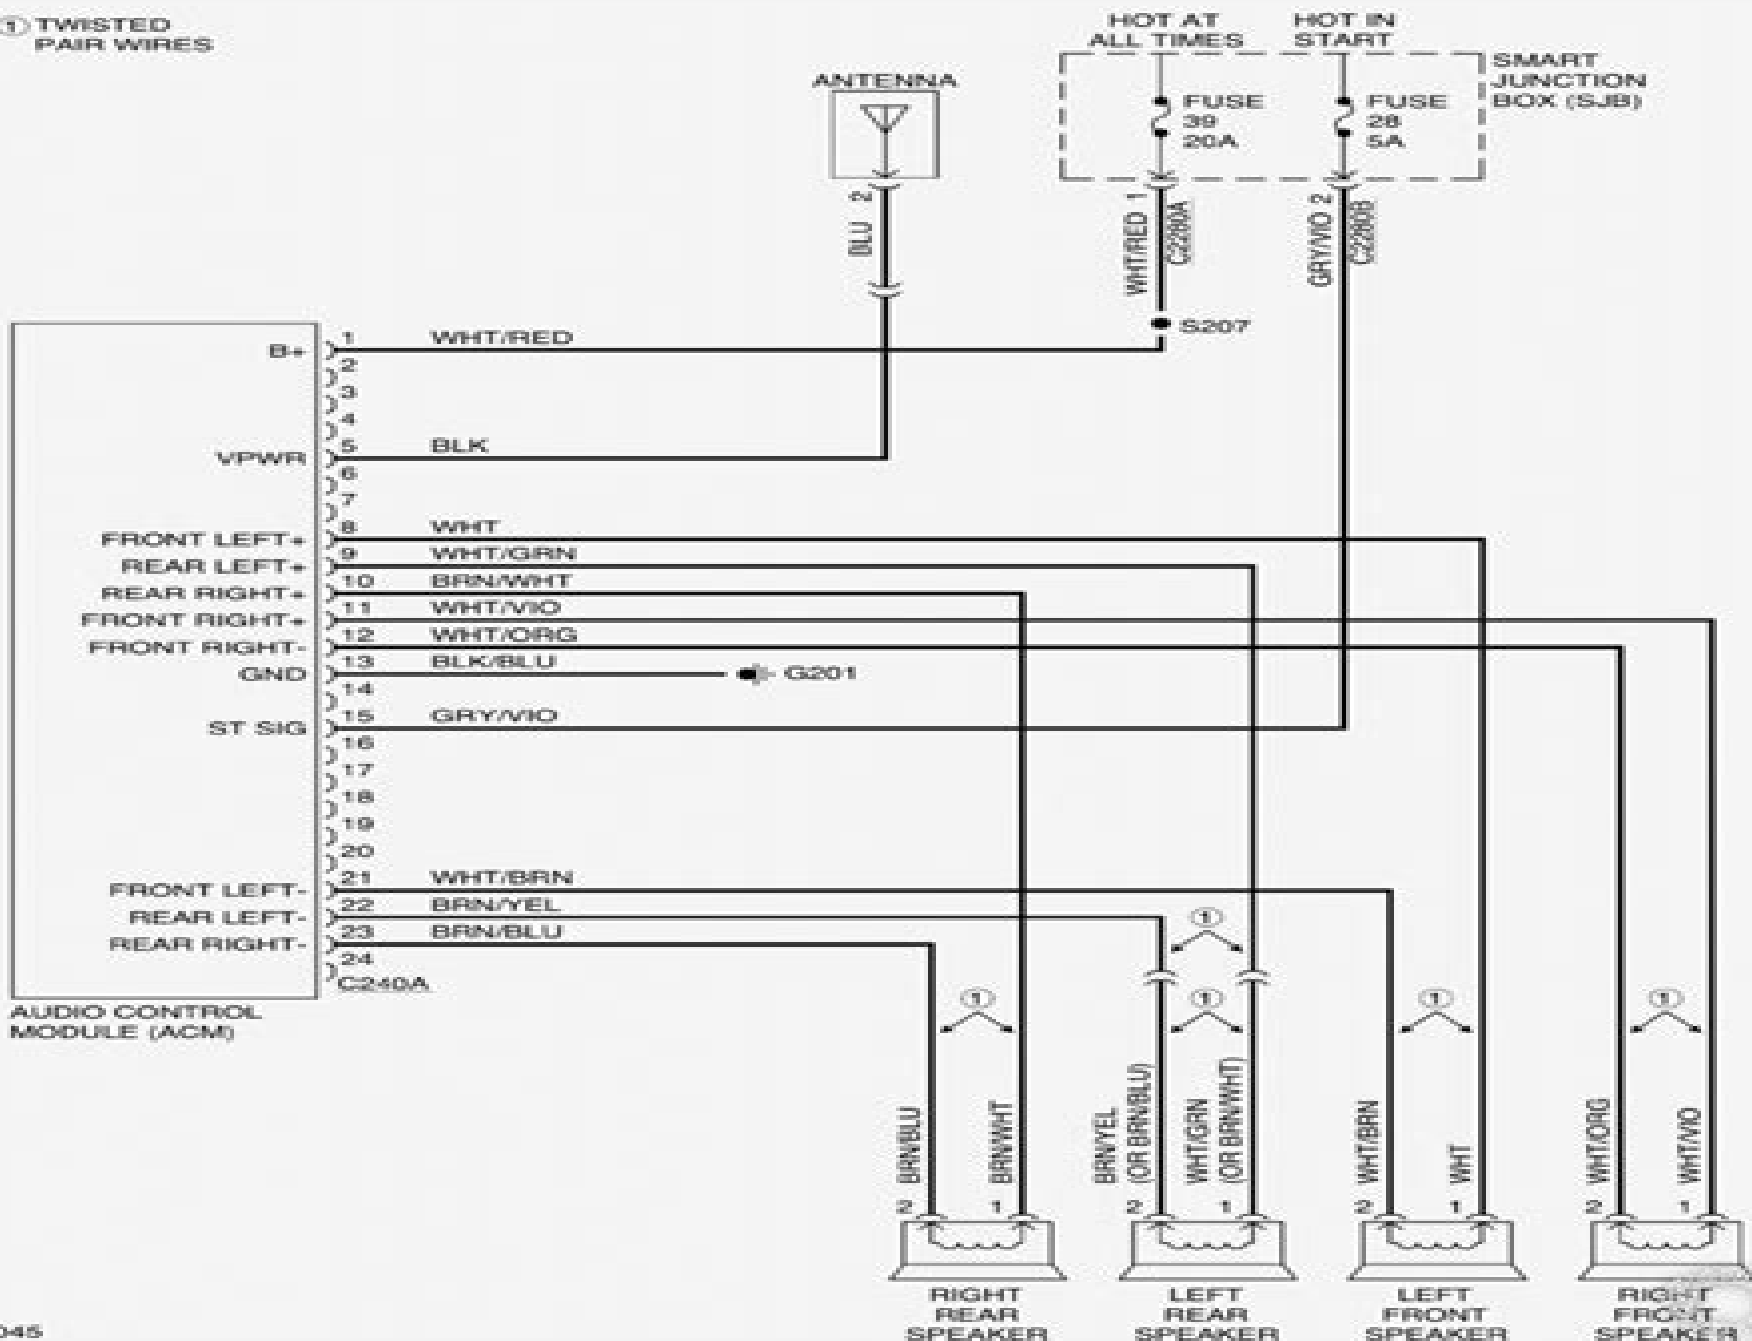 ① TWISTED
PAIR WIRES
HOT AT
ALL TIMES
HOT IN
START
SMART
JUNCTION
BOX (SJB)
FUSE
39
20A
FUSE
28
5A
ANTENNA
2
BLU
WHT/RED 1
C2280A
GRY/VIO 2
C2280B
S207
B+
1
WHT/RED
2
3
4
VPWR
5
BLK
6
7
FRONT LEFT+
8
WHT
REAR LEFT+
9
WHT/GRN
REAR RIGHT+
10
BRN/WHT
FRONT RIGHT+
11
WHT/VIO
FRONT RIGHT-
12
WHT/ORG
GND
13
BLK/BLU
G201
14
ST SIG
15
GRY/VIO
16
17
18
19
20
FRONT LEFT-
21
WHT/BRN
REAR LEFT-
22
BRN/YEL
REAR RIGHT-
23
BRN/BLU
24
C240A
AUDIO CONTROL
MODULE (ACM)
①
①
①
①
①
BRN/BLU
BRN/WHT
BRN/YEL
(OR BRN/BLU)
WHT/GRN
(OR BRN/WHT)
WHT/BRN
WHT
WHT/ORG
WHT/VIO
2
1
2
1
2
1
2
1
RIGHT
REAR
SPEAKER
LEFT
REAR
SPEAKER
LEFT
FRONT
SPEAKER
RIGHT
FRONT
SPEAKER
045